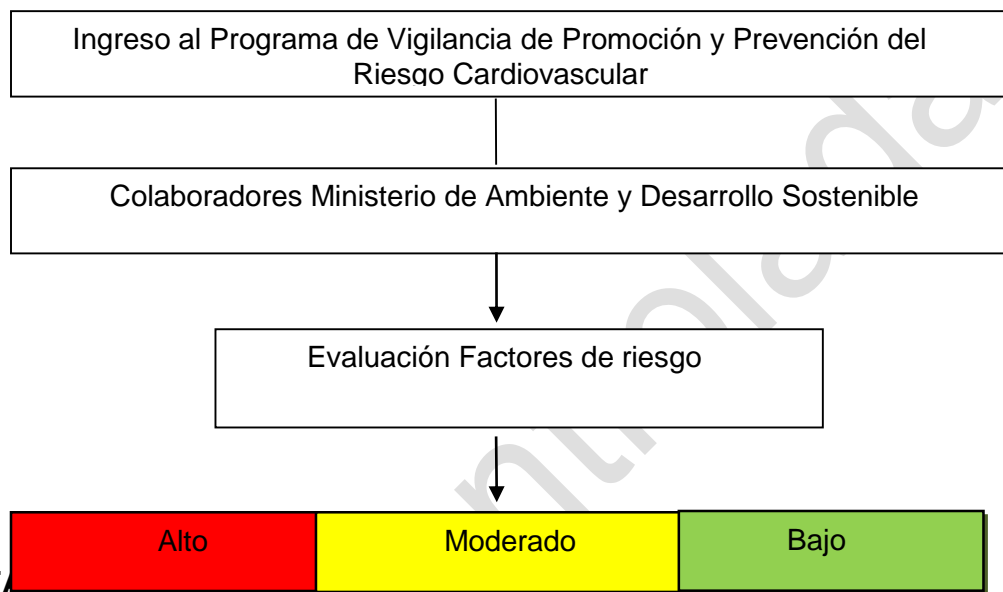 Ingreso al Programa de Vigilancia de Promoción y Prevención del
Riesgo Cardiovascular
Colaboradores Ministerio de Ambiente y Desarrollo Sostenible
Evaluación Factores de riesgo
Alto
Moderado
Bajo